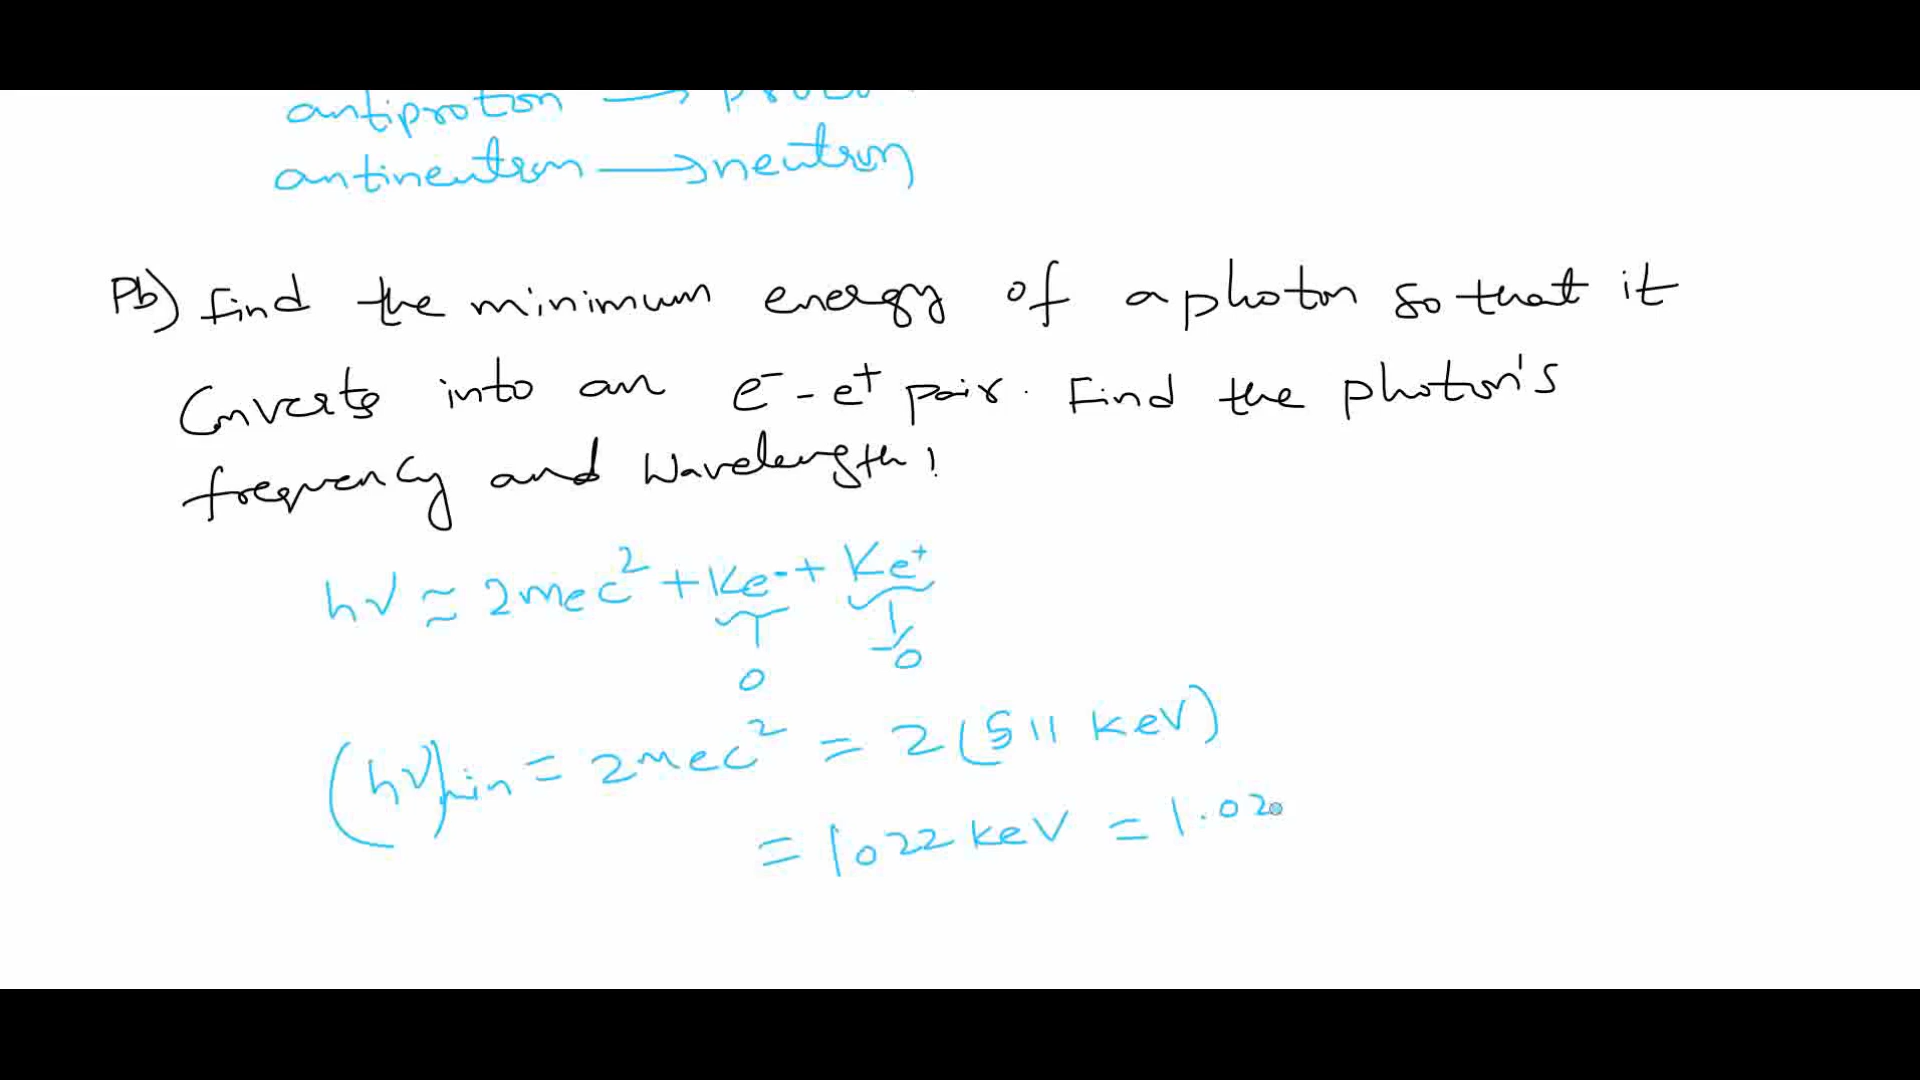 antiproton →
antineutron → neutron
Pb) find the minimum energy of a photon so that it
Converts into an e⁻ - e⁺ pair. Find the photon's
frequency and wavelength!
hν ≃ 2mec² + Ke⁻ + Ke⁺
0 0
(hν)min = 2mec² = 2(511 keV)
= 1022 keV = 1.02